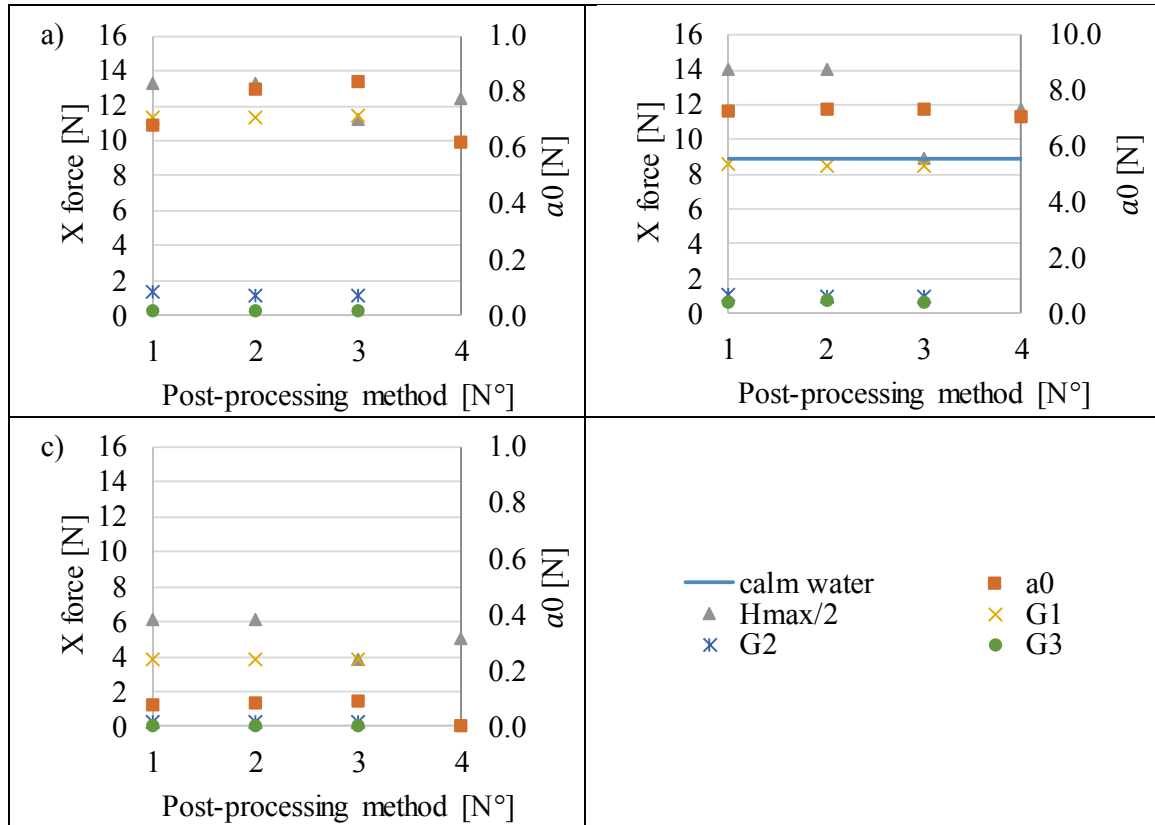 a)
X force [N]
16
14
12
10
8
6
4
2
0
1.0
0.8
0.6
0.4
0.2
0.0
a0 [N]
1 2 3 4
Post-processing method [N°]
X force [N]
16
14
12
10
8
6
4
2
0
10.0
8.0
6.0
4.0
2.0
0.0
a0 [N]
1 2 3 4
Post-processing method [N°]
c)
X force [N]
16
14
12
10
8
6
4
2
0
1.0
0.8
0.6
0.4
0.2
0.0
a0 [N]
1 2 3 4
Post-processing method [N°]
calm water a0
Hmax/2 G1
G2 G3